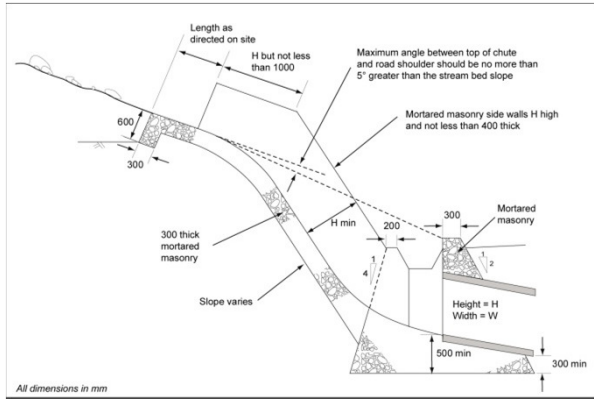 Length as
directed on site
H but not less
than 1000
Maximum angle between top of chute
and road shoulder should be no more than
5° greater than the stream bed slope
Mortared masonry side walls H high
and not less than 400 thick
600
300
H min
200
300
Mortared
masonry
300 thick
mortared
masonry
1
4
1
2
Slope varies
Height = H
Width = W
500 min
300 min
All dimensions in mm